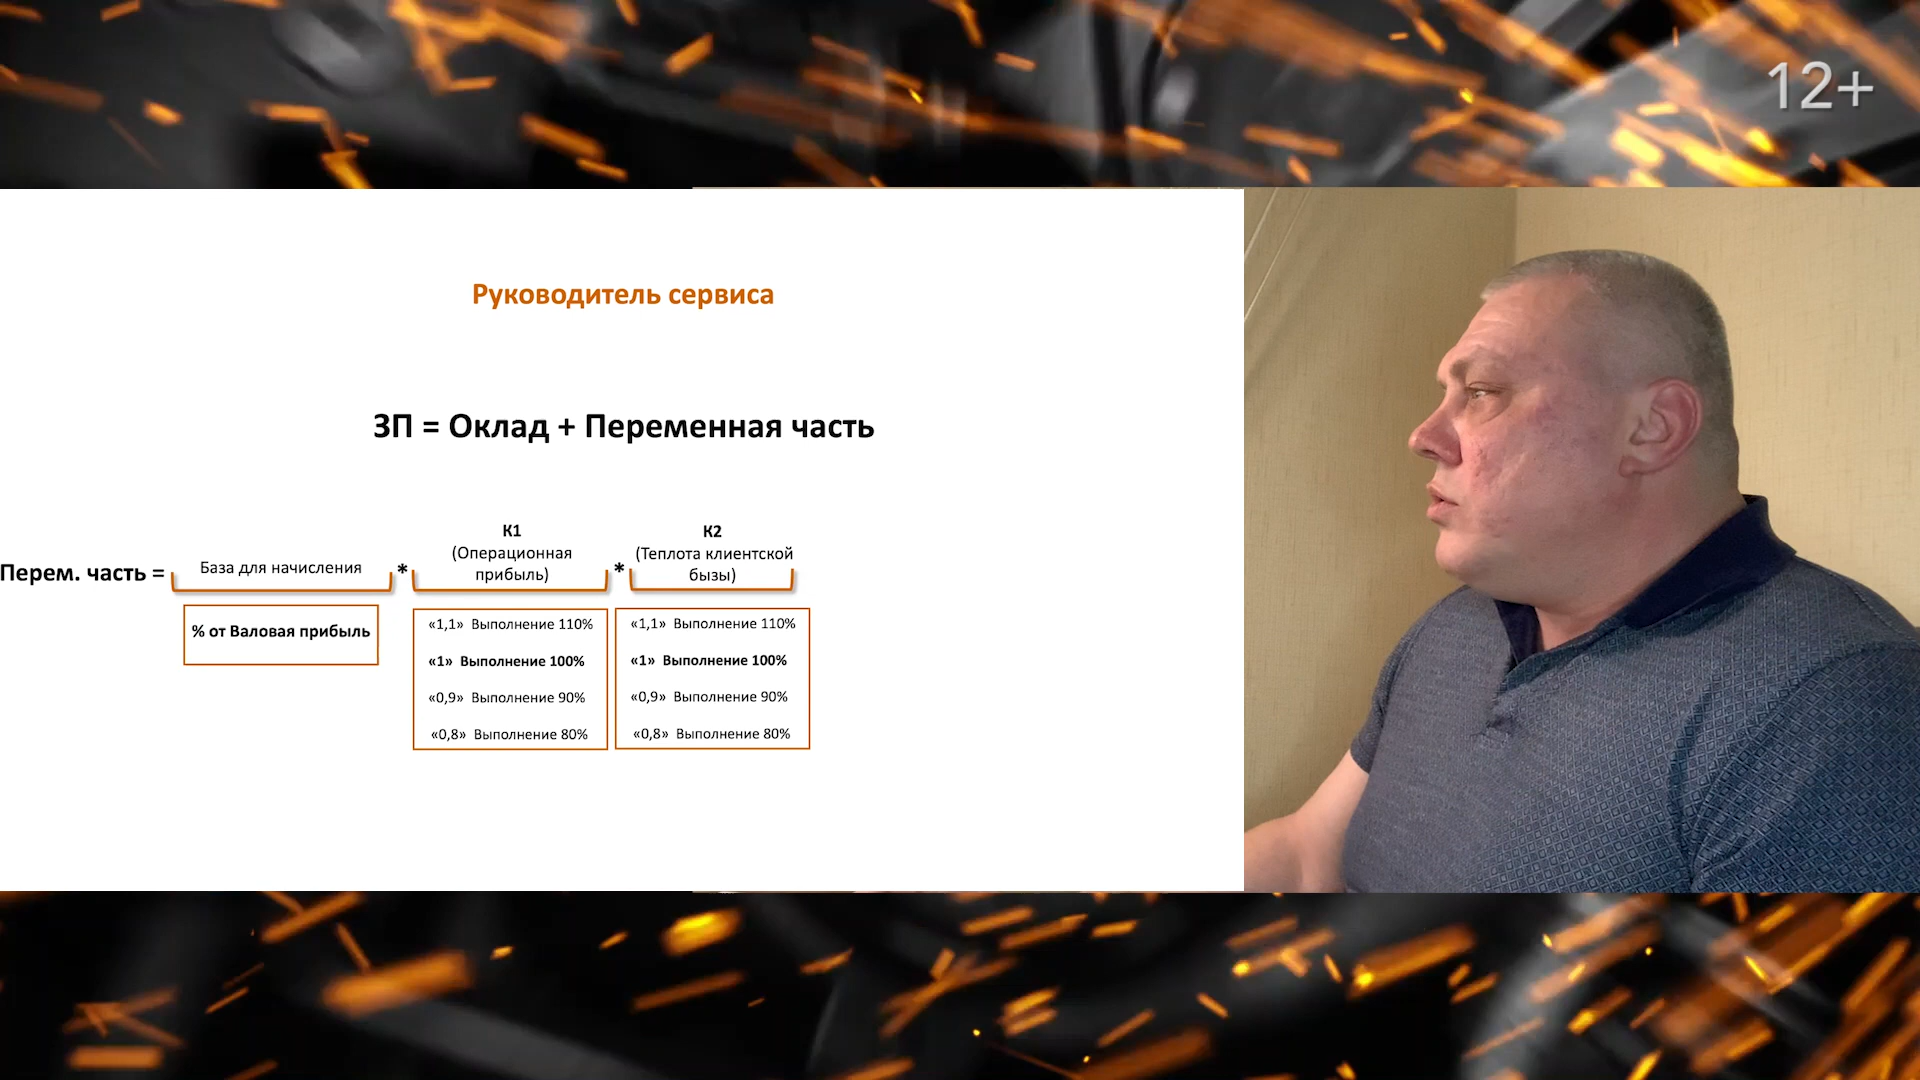 12+
Руководитель сервиса
ЗП = Оклад + Переменная часть
Перем. часть =
База для начисления
*
К1
(Операционная
прибыль)
*
К2
(Теплота клиентской
бызы)
% от Валовая прибыль
«1,1» Выполнение 110%
«1» Выполнение 100%
«0,9» Выполнение 90%
«0,8» Выполнение 80%
«1,1» Выполнение 110%
«1» Выполнение 100%
«0,9» Выполнение 90%
«0,8» Выполнение 80%